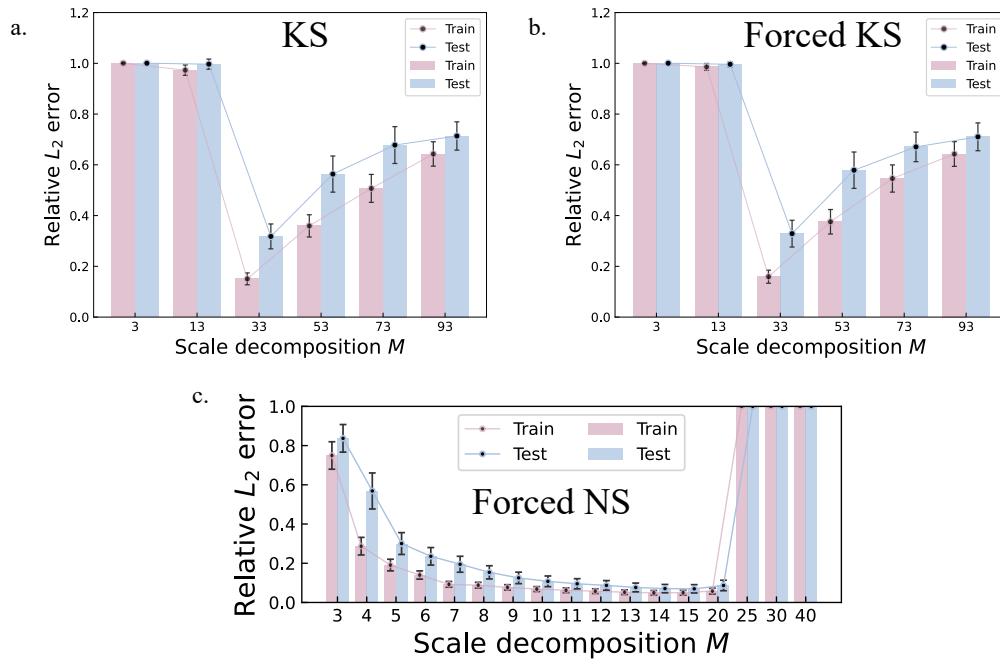 a.
KS
Relative L₂ error
1.2
1.0
0.8
0.6
0.4
0.2
0.0
3 13 33 53 73 93
Scale decomposition M
Train
Test
Train
Test
b.
Forced KS
Relative L₂ error
1.2
1.0
0.8
0.6
0.4
0.2
0.0
3 13 33 53 73 93
Scale decomposition M
Train
Test
Train
Test
c.
Forced NS
Relative L₂ error
1.0
0.8
0.6
0.4
0.2
0.0
3 4 5 6 7 8 9 10 11 12 13 14 15 20 25 30 40
Scale decomposition M
Train Train
Test Test